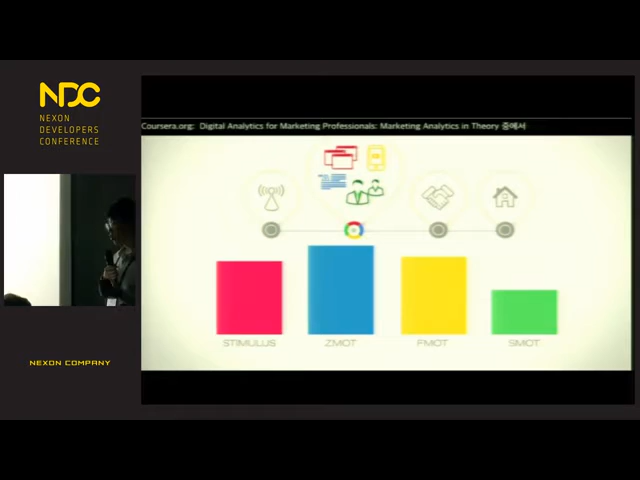 NDC
NEXON
DEVELOPERS
CONFERENCE
NEXON COMPANY
Coursera.org: Digital Analytics for Marketing Professionals: Marketing Analytics in Theory 중에서
STIMULUS
ZMOT
FMOT
SMOT